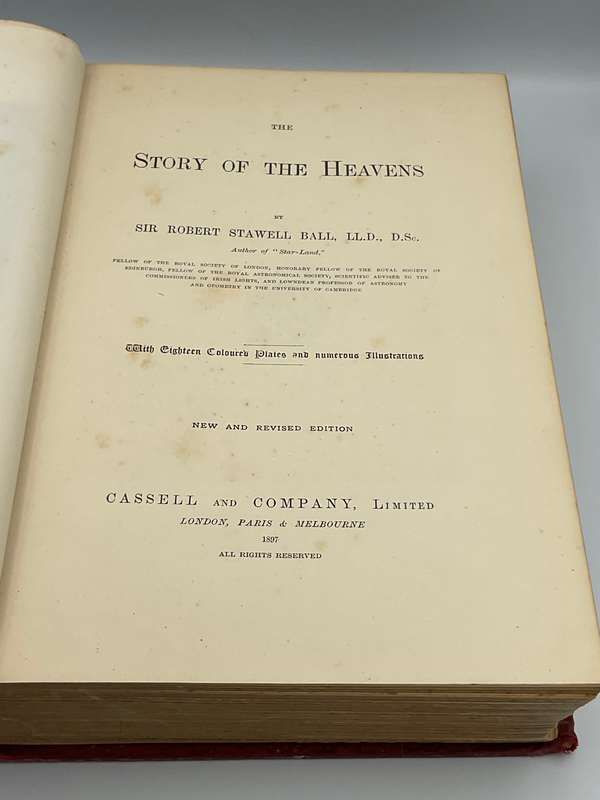 THE
STORY OF THE HEAVENS
BY
SIR ROBERT STAWELL BALL, LL.D., D.Sc.
Author of "Star-Land,"
FELLOW OF THE ROYAL SOCIETY OF LONDON, HONORARY FELLOW OF THE ROYAL SOCIETY OF
EDINBURGH, FELLOW OF THE ROYAL ASTRONOMICAL SOCIETY, SCIENTIFIC ADVISER TO THE
COMMISSIONERS OF IRISH LIGHTS, AND LOWNDEAN PROFESSOR OF ASTRONOMY
AND GEOMETRY IN THE UNIVERSITY OF CAMBRIDGE
With Eighteen Coloured Plates and numerous Illustrations
NEW AND REVISED EDITION
CASSELL AND COMPANY, LIMITED
LONDON, PARIS & MELBOURNE
1897
ALL RIGHTS RESERVED